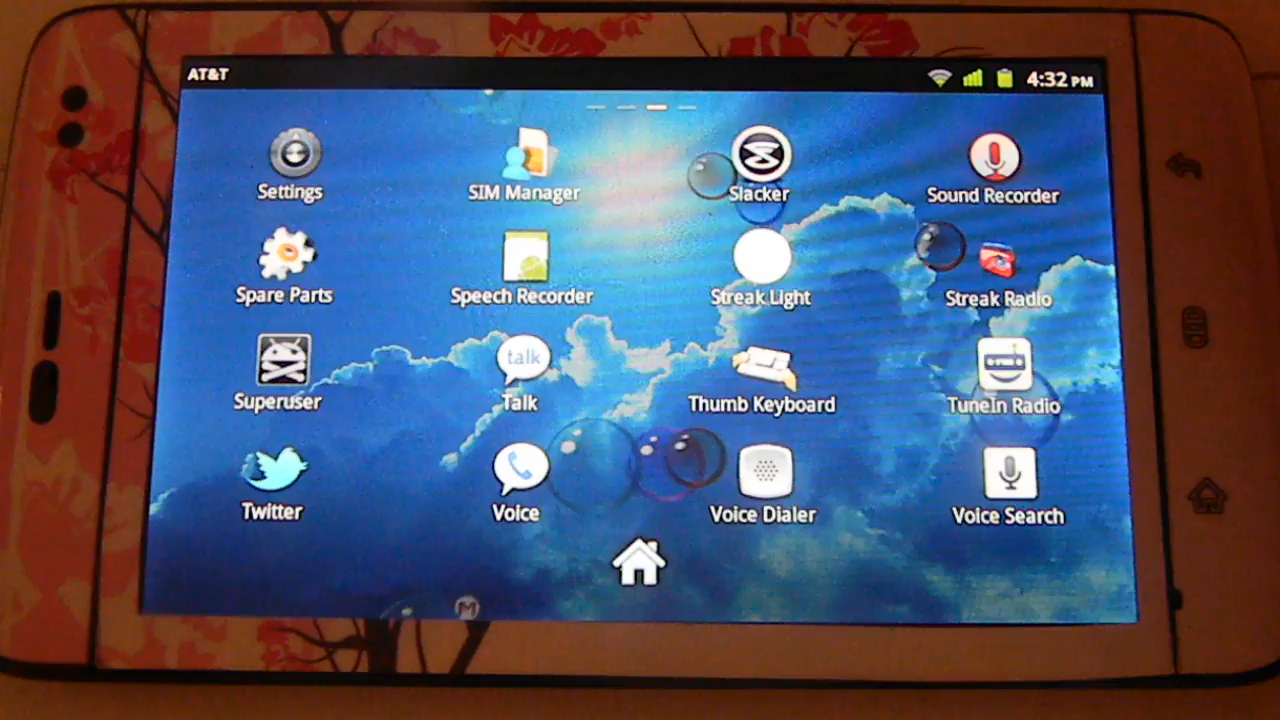 AT&T
4:32 PM
Settings
SIM Manager
Slacker
Sound Recorder
Spare Parts
Speech Recorder
Streak Light
Streak Radio
Superuser
talk
Talk
Thumb Keyboard
TuneIn Radio
Twitter
Voice
Voice Dialer
Voice Search
M